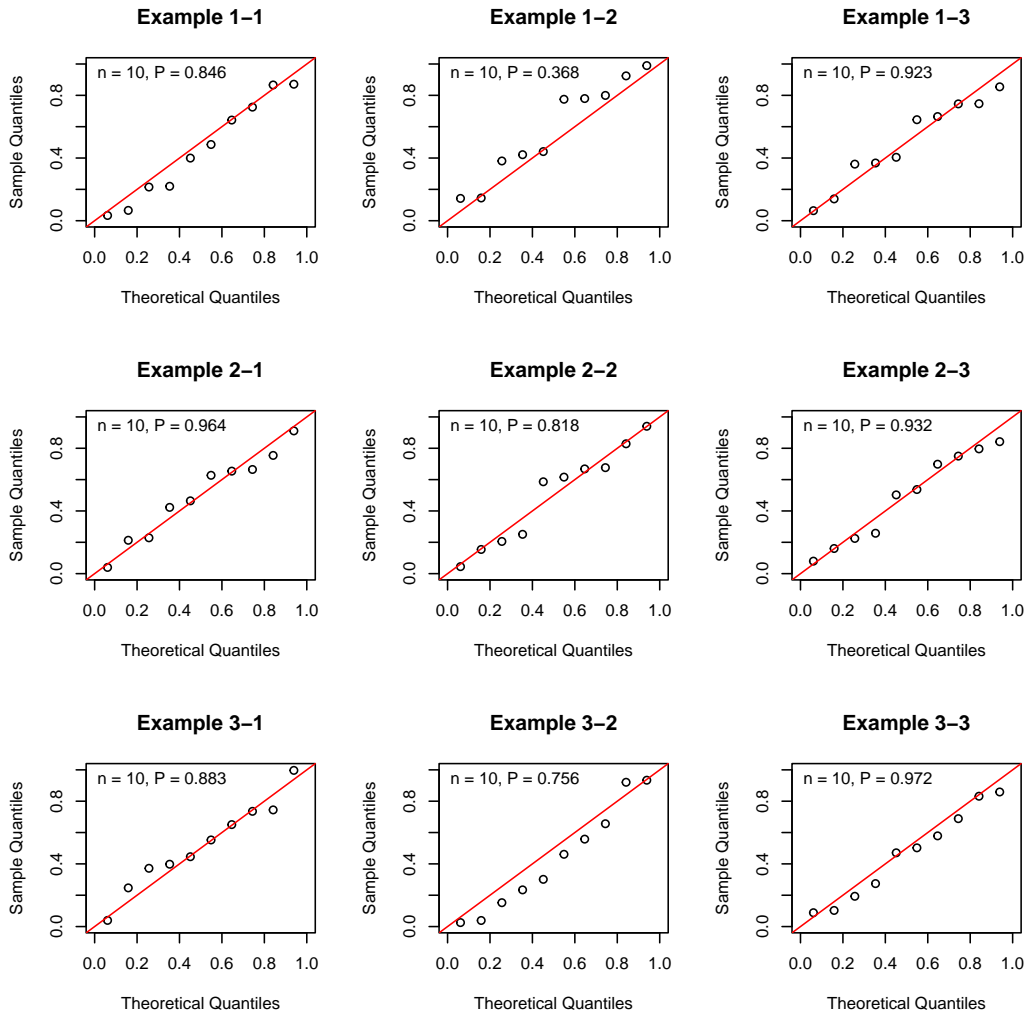 Example 1−1
n = 10, P = 0.846
Sample Quantiles
0.0 0.4 0.8
0.0 0.2 0.4 0.6 0.8 1.0
Theoretical Quantiles
Example 1−2
n = 10, P = 0.368
Sample Quantiles
0.0 0.4 0.8
0.0 0.2 0.4 0.6 0.8 1.0
Theoretical Quantiles
Example 1−3
n = 10, P = 0.923
Sample Quantiles
0.0 0.4 0.8
0.0 0.2 0.4 0.6 0.8 1.0
Theoretical Quantiles
Example 2−1
n = 10, P = 0.964
Sample Quantiles
0.0 0.4 0.8
0.0 0.2 0.4 0.6 0.8 1.0
Theoretical Quantiles
Example 2−2
n = 10, P = 0.818
Sample Quantiles
0.0 0.4 0.8
0.0 0.2 0.4 0.6 0.8 1.0
Theoretical Quantiles
Example 2−3
n = 10, P = 0.932
Sample Quantiles
0.0 0.4 0.8
0.0 0.2 0.4 0.6 0.8 1.0
Theoretical Quantiles
Example 3−1
n = 10, P = 0.883
Sample Quantiles
0.0 0.4 0.8
0.0 0.2 0.4 0.6 0.8 1.0
Theoretical Quantiles
Example 3−2
n = 10, P = 0.756
Sample Quantiles
0.0 0.4 0.8
0.0 0.2 0.4 0.6 0.8 1.0
Theoretical Quantiles
Example 3−3
n = 10, P = 0.972
Sample Quantiles
0.0 0.4 0.8
0.0 0.2 0.4 0.6 0.8 1.0
Theoretical Quantiles